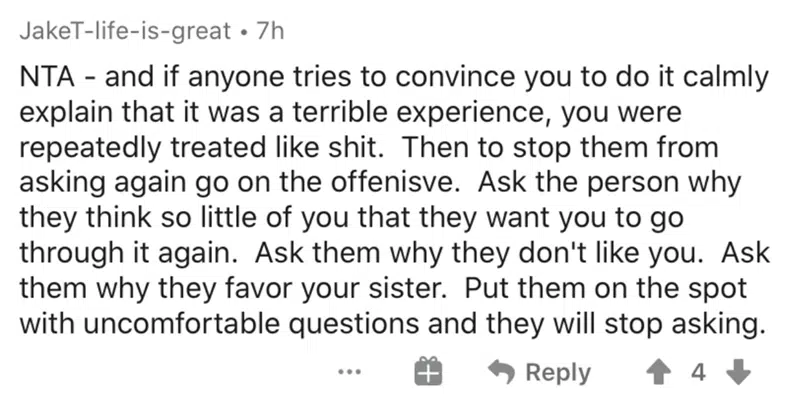 JakeT-life-is-great • 7h
NTA - and if anyone tries to convince you to do it calmly
explain that it was a terrible experience, you were
repeatedly treated like shit.  Then to stop them from
asking again go on the offenisve.  Ask the person why
they think so little of you that they want you to go
through it again.  Ask them why they don't like you.  Ask
them why they favor your sister.  Put them on the spot
with uncomfortable questions and they will stop asking.
Reply 4